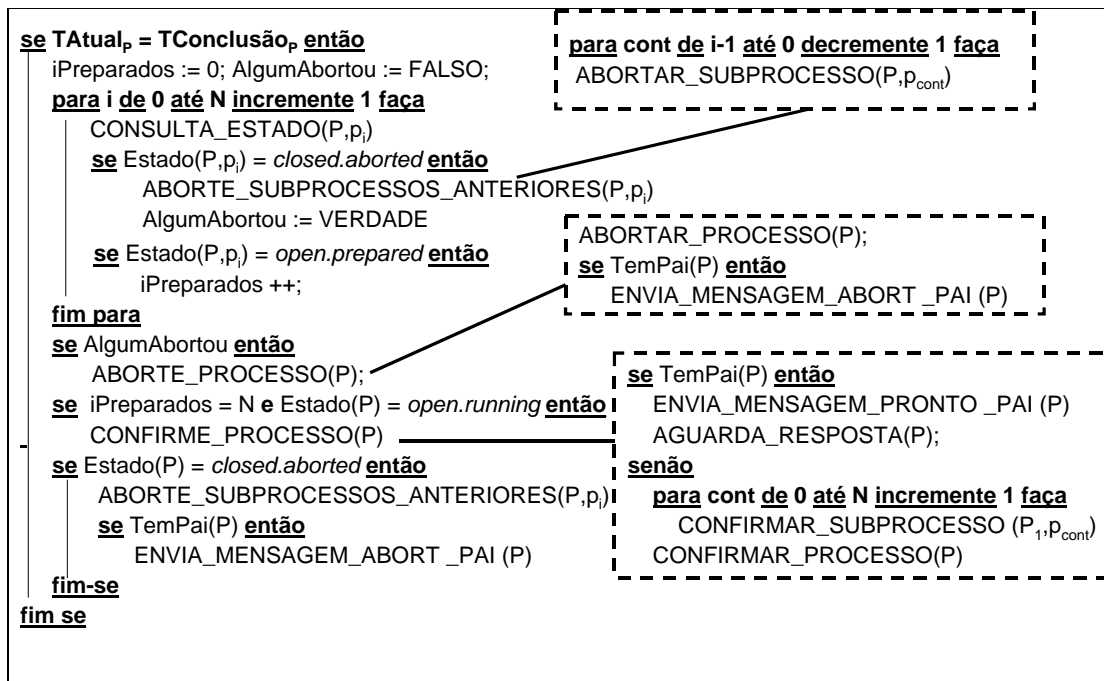 se TAtualP = TConclusãoP então
iPreparados := 0; AlgumAbortou := FALSO;
para i de 0 até N incremente 1 faça
CONSULTA_ESTADO(P,pi)
se Estado(P,pi) = closed.aborted então
ABORTE_SUBPROCESSOS_ANTERIORES(P,pi)
AlgumAbortou := VERDADE
se Estado(P,pi) = open.prepared então
iPreparados ++;
fim para
se AlgumAbortou então
ABORTE_PROCESSO(P);
se iPreparados = N e Estado(P) = open.running então
CONFIRME_PROCESSO(P)
se Estado(P) = closed.aborted então
ABORTE_SUBPROCESSOS_ANTERIORES(P,pi)
se TemPai(P) então
ENVIA_MENSAGEM_ABORT _PAI (P)
fim-se
fim se
para cont de i-1 até 0 decremente 1 faça
ABORTAR_SUBPROCESSO(P,pcont)
ABORTAR_PROCESSO(P);
se TemPai(P) então
ENVIA_MENSAGEM_ABORT _PAI (P)
se TemPai(P) então
ENVIA_MENSAGEM_PRONTO _PAI (P)
AGUARDA_RESPOSTA(P);
senão
para cont de 0 até N incremente 1 faça
CONFIRMAR_SUBPROCESSO (P1,pcont)
CONFIRMAR_PROCESSO(P)